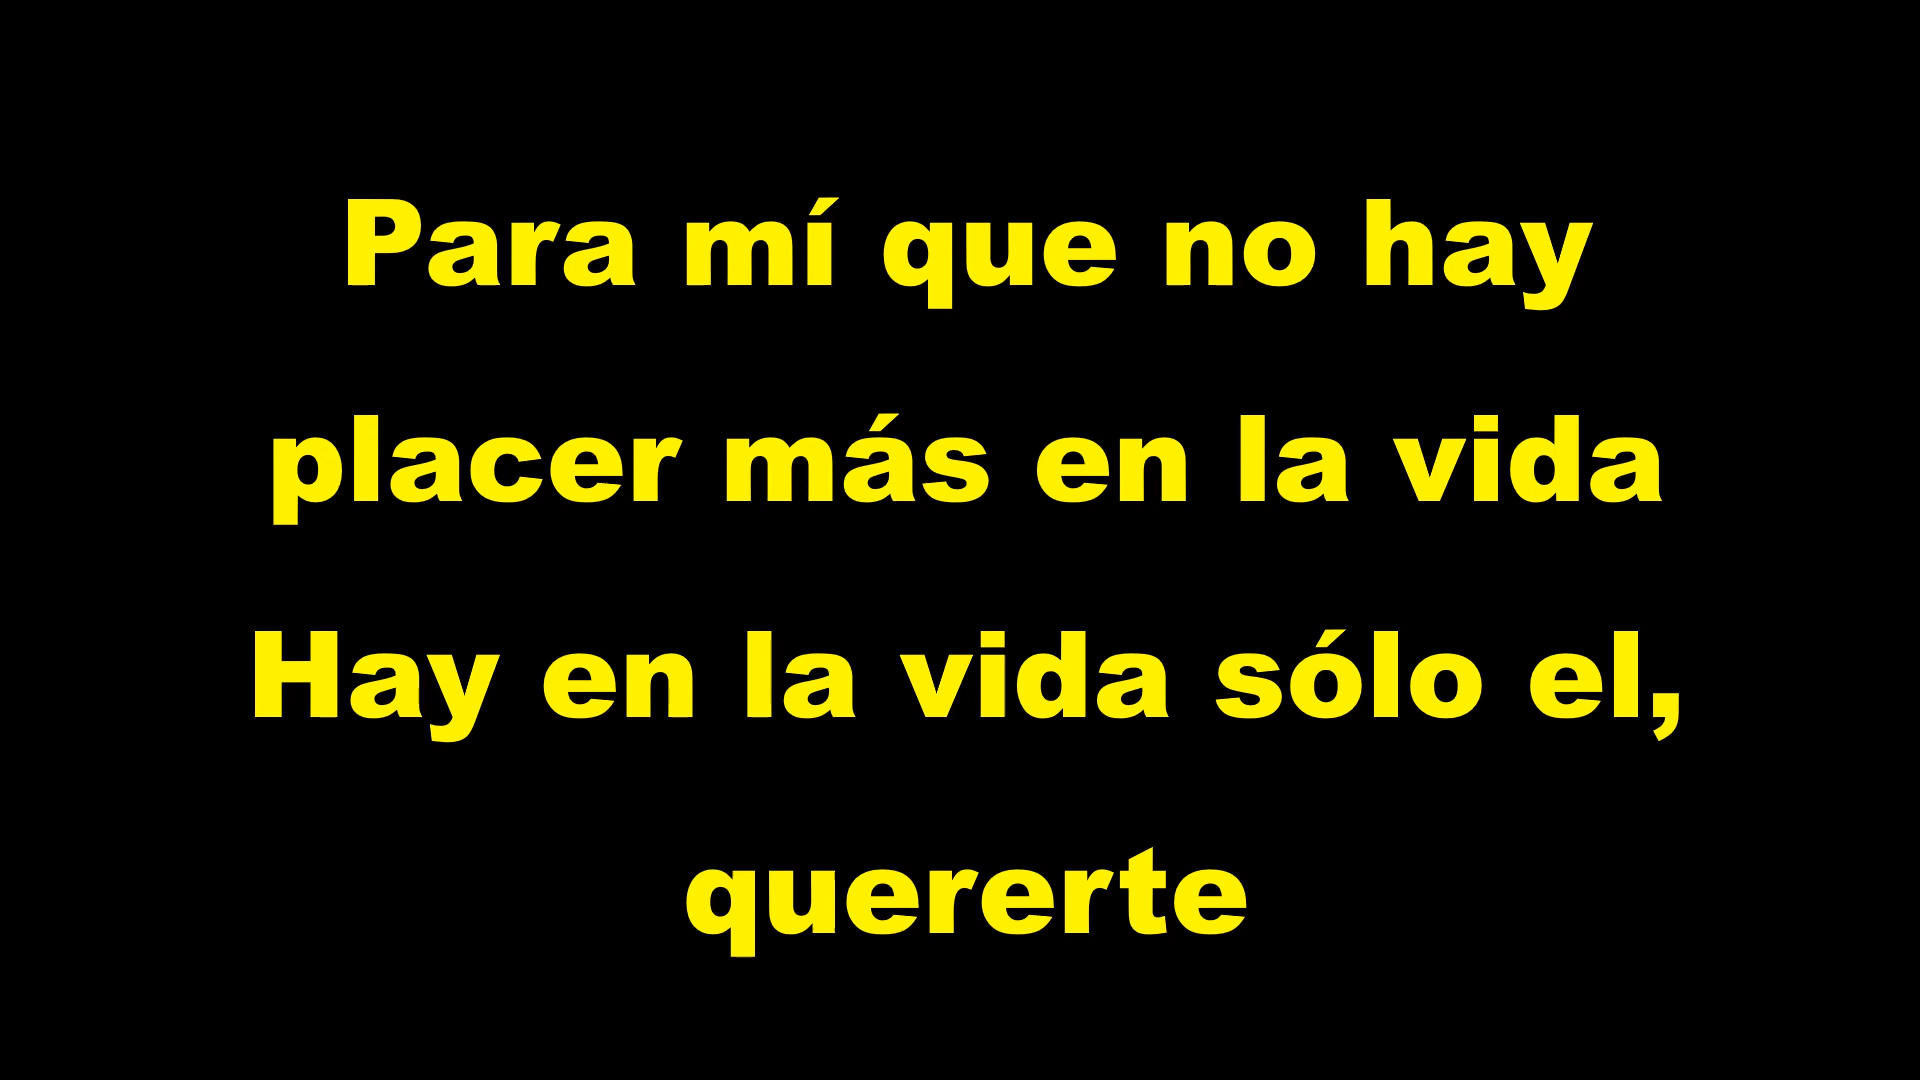 Para mí que no hay
placer más en la vida
Hay en la vida sólo el,
quererte